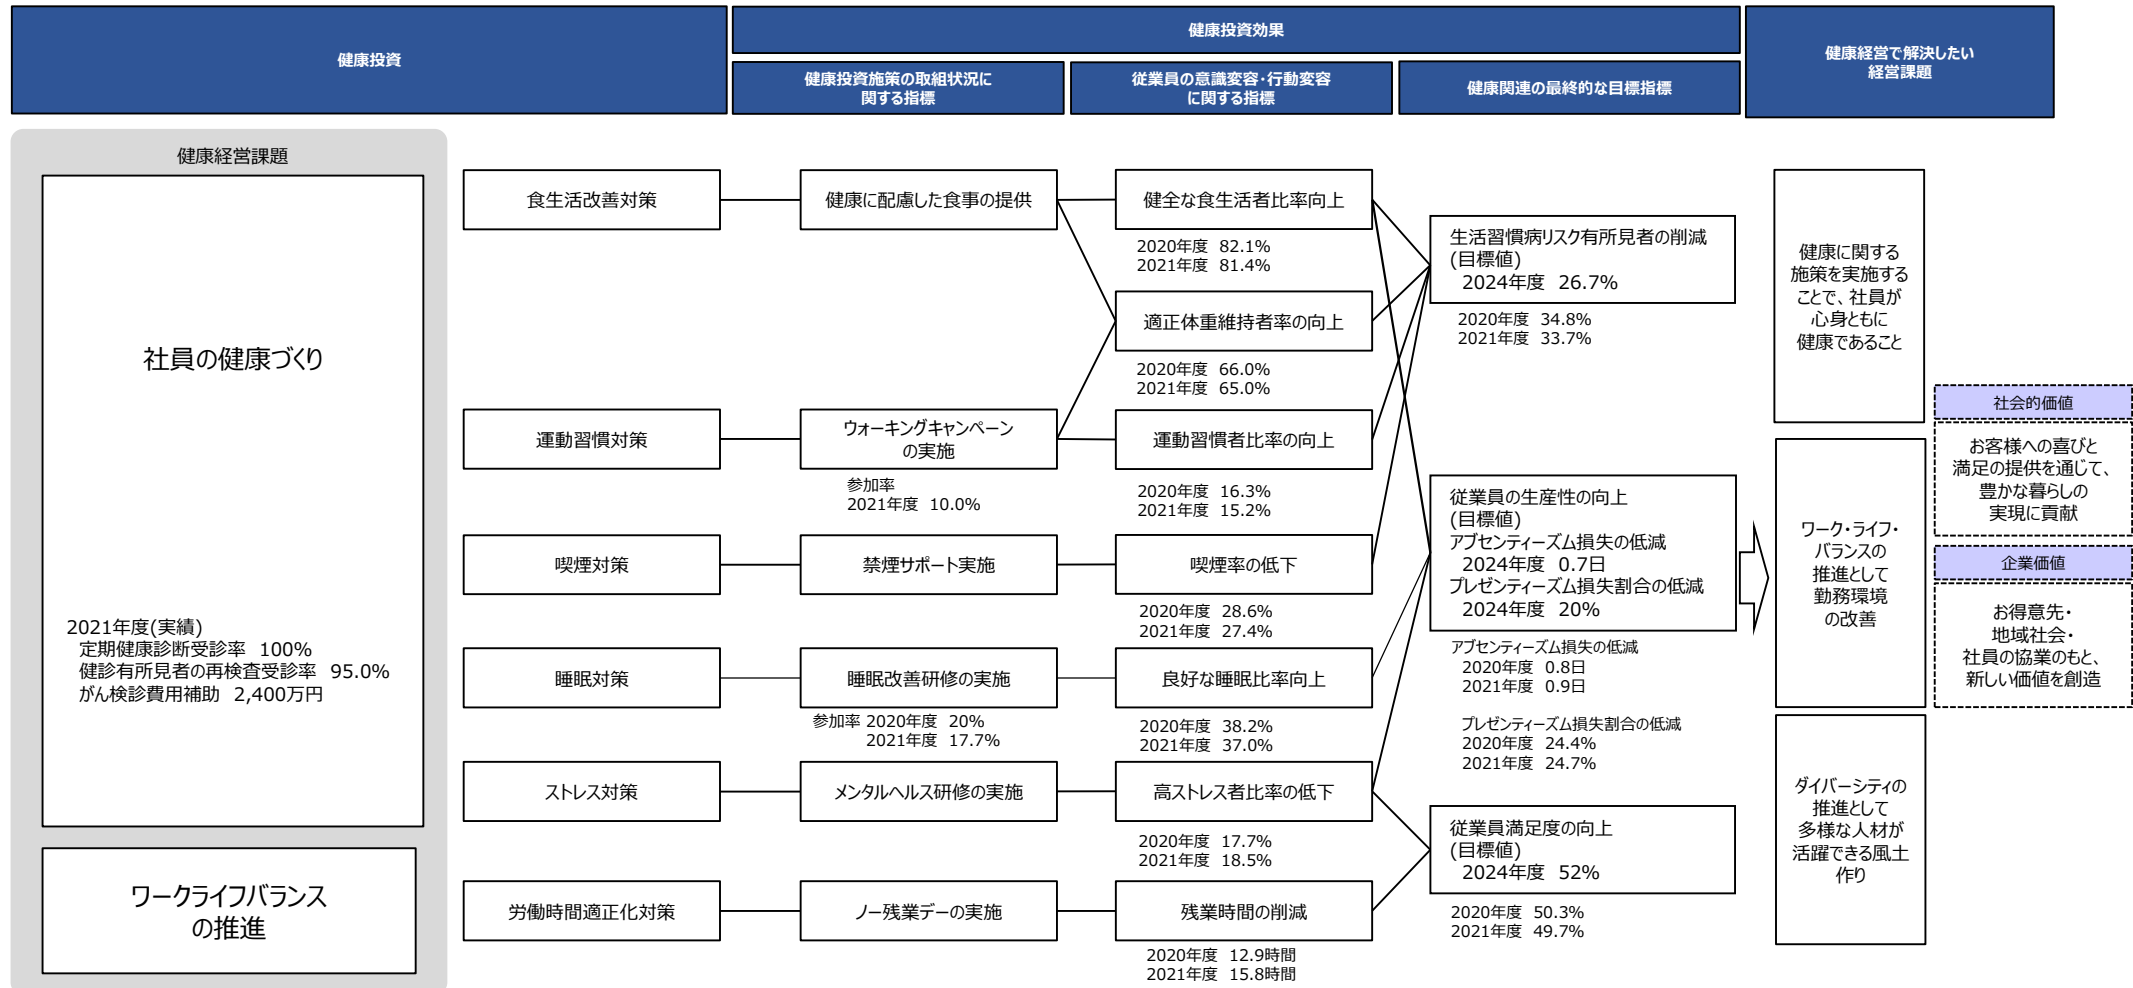 健康投資
健康投資効果
健康投資施策の取組状況に
関する指標
従業員の意識変容・行動変容
に関する指標
健康関連の最終的な目標指標
健康経営で解決したい
経営課題
健康経営課題
社員の健康づくり
2021年度(実績)
定期健康診断受診率 100%
健診有所見者の再検査受診率 95.0%
がん検診費用補助 2,400万円
ワークライフバランス
の推進
食生活改善対策
運動習慣対策
喫煙対策
睡眠対策
ストレス対策
労働時間適正化対策
健康に配慮した食事の提供
ウォーキングキャンペーン
の実施
参加率
2021年度 10.0%
禁煙サポート実施
睡眠改善研修の実施
参加率 2020年度 20%
2021年度 17.7%
メンタルヘルス研修の実施
ノー残業デーの実施
健全な食生活者比率向上
2020年度 82.1%
2021年度 81.4%
適正体重維持者率の向上
2020年度 66.0%
2021年度 65.0%
運動習慣者比率の向上
2020年度 16.3%
2021年度 15.2%
喫煙率の低下
2020年度 28.6%
2021年度 27.4%
良好な睡眠比率向上
2020年度 38.2%
2021年度 37.0%
高ストレス者比率の低下
2020年度 17.7%
2021年度 18.5%
残業時間の削減
2020年度 12.9時間
2021年度 15.8時間
生活習慣病リスク有所見者の削減
(目標値)
2024年度 26.7%
2020年度 34.8%
2021年度 33.7%
従業員の生産性の向上
(目標値)
アブセンティーズム損失の低減
2024年度 0.7日
プレゼンティーズム損失割合の低減
2024年度 20%
アブセンティーズム損失の低減
2020年度 0.8日
2021年度 0.9日
プレゼンティーズム損失割合の低減
2020年度 24.4%
2021年度 24.7%
従業員満足度の向上
(目標値)
2024年度 52%
2020年度 50.3%
2021年度 49.7%
健康に関する
施策を実施する
ことで、社員が
心身ともに
健康であること
ワーク・ライフ・
バランスの
推進として
勤務環境
の改善
ダイバーシティの
推進として
多様な人材が
活躍できる風土
作り
社会的価値
お客様への喜びと
満足の提供を通じて、
豊かな暮らしの
実現に貢献
企業価値
お得意先・
地域社会・
社員の協業のもと、
新しい価値を創造